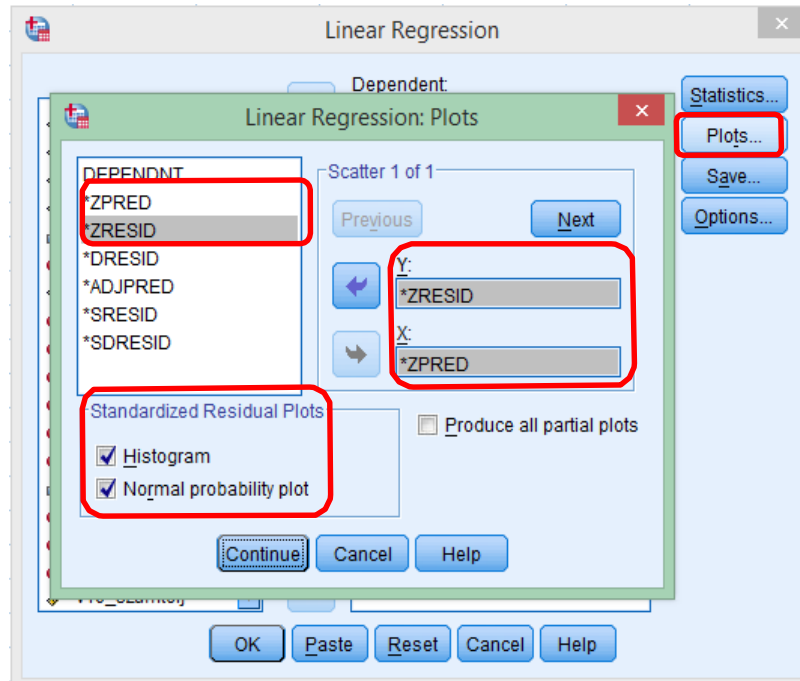 Linear Regression
Dependent:
Statistics...
Plots...
Save...
Options...
Linear Regression: Plots
DEPENDNT
*ZPRED
*ZRESID
*DRESID
*ADJPRED
*SRESID
*SDRESID
Scatter 1 of 1
Previous
Next
Y:
*ZRESID
X:
*ZPRED
Standardized Residual Plots
Histogram
Normal probability plot
Produce all partial plots
Continue
Cancel
Help
OK
Paste
Reset
Cancel
Help